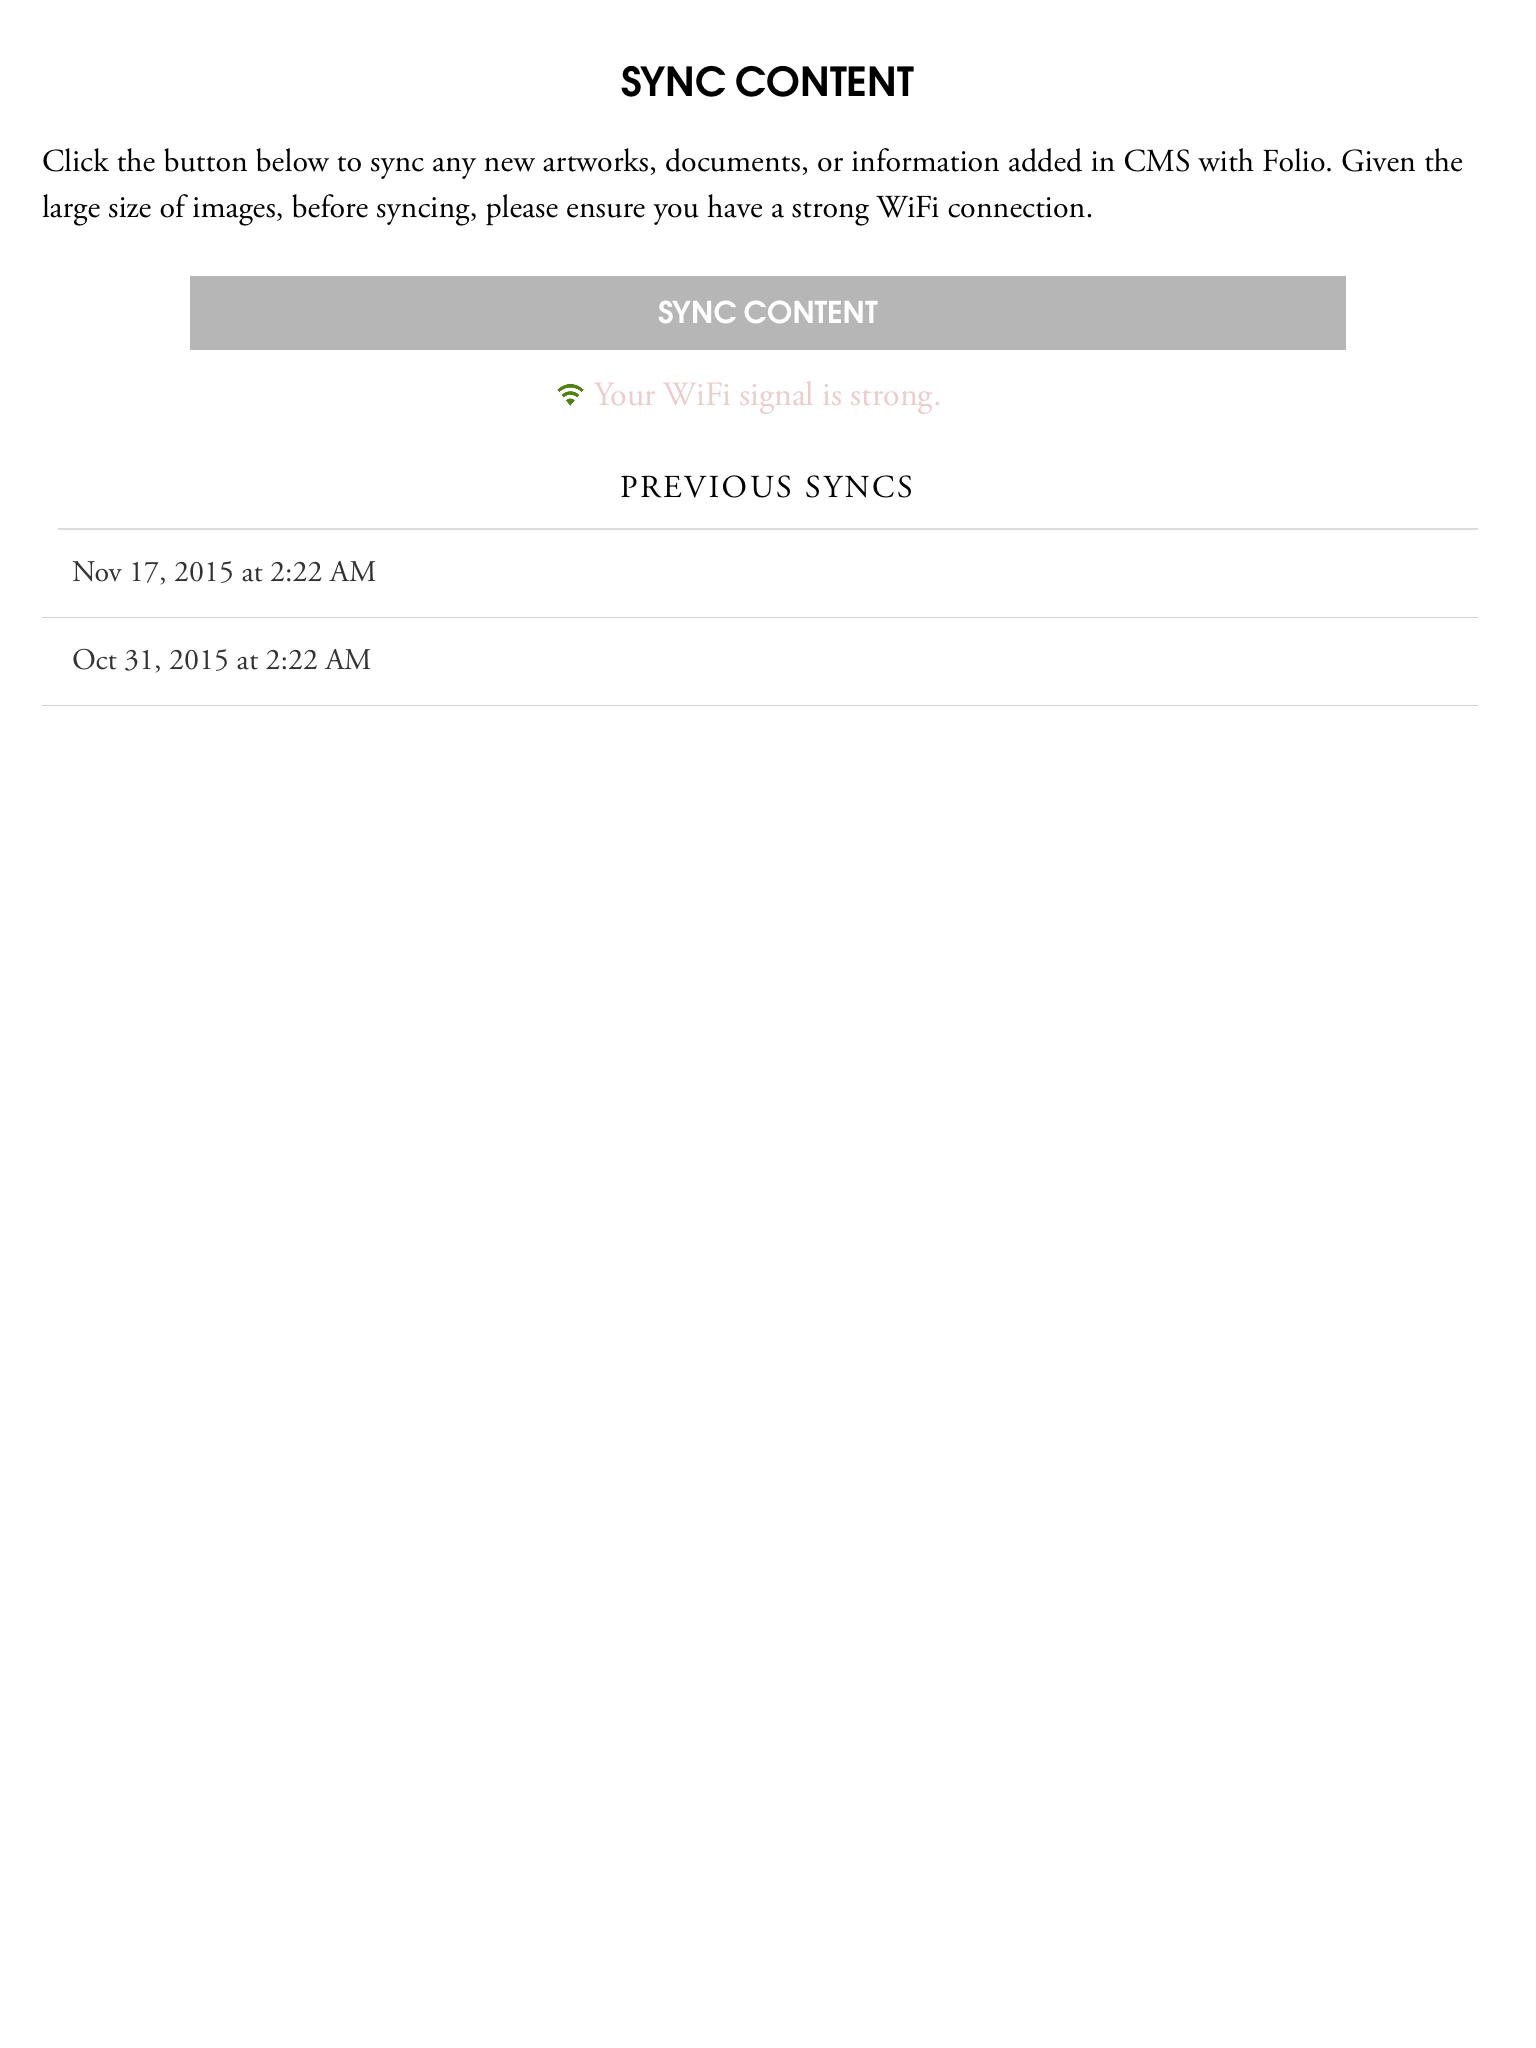 SYNC CONTENT
Click the button below to sync any new artworks, documents, or information added in CMS with Folio. Given the
large size of images, before syncing, please ensure you have a strong WiFi connection.
SYNC CONTENT
Your WiFi signal is strong.
PREVIOUS SYNCS
Nov 17, 2015 at 2:22 AM
Oct 31, 2015 at 2:22 AM